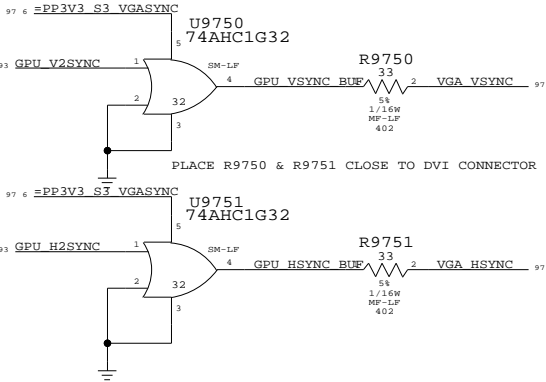 97 6 =PP3V3_S3_VGASYNC
U9750
74AHC1G32
5
93 GPU_V2SYNC 1
SM-LF
4 GPU_VSYNC_BUF
R9750
33
1 2 VGA_VSYNC 97
2 32
3
5%
1/16W
MF-LF
402
PLACE R9750 & R9751 CLOSE TO DVI CONNECTOR
97 6 =PP3V3_S3_VGASYNC
U9751
74AHC1G32
5
93 GPU_H2SYNC 1
SM-LF
4 GPU_HSYNC_BUF
R9751
33
1 2 VGA_HSYNC 97
2 32
3
5%
1/16W
MF-LF
402